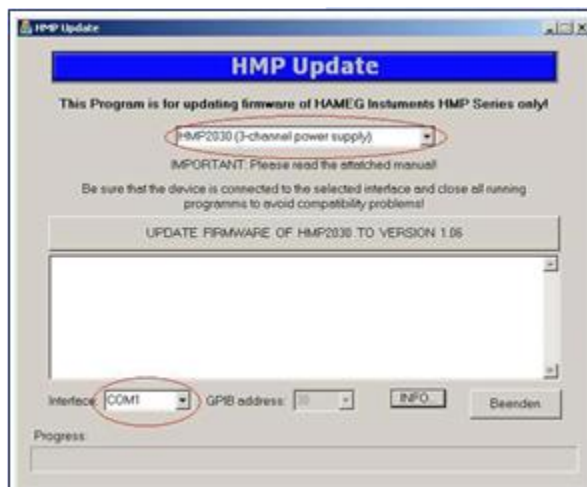 HMP Update
HMP Update
This Program is for updating firmware of HAMEG Instuments HMP Series only!
HMP2030 (3-channel power supply)
IMPORTANT: Please read the attatched manual!
Be sure that the device is connected to the selected interface and close all running
programms to avoid compatibility problems!
UPDATE FIRMWARE OF HMP2030 TO VERSION 1.06
Interface: COM1 GPIB address: INFO... Beenden
Progress: